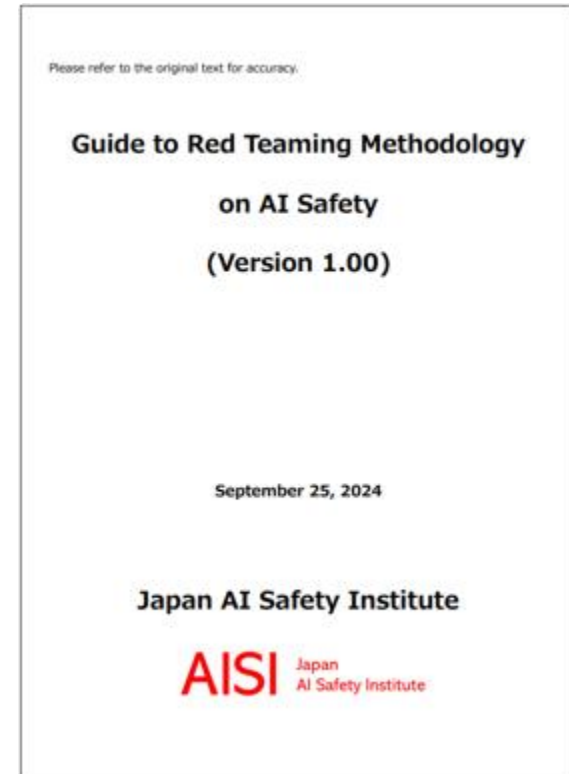 Please refer to the original text for accuracy.
Guide to Red Teaming Methodology
on AI Safety
(Version 1.00)
September 25, 2024
Japan AI Safety Institute
AISI Japan
AI Safety Institute